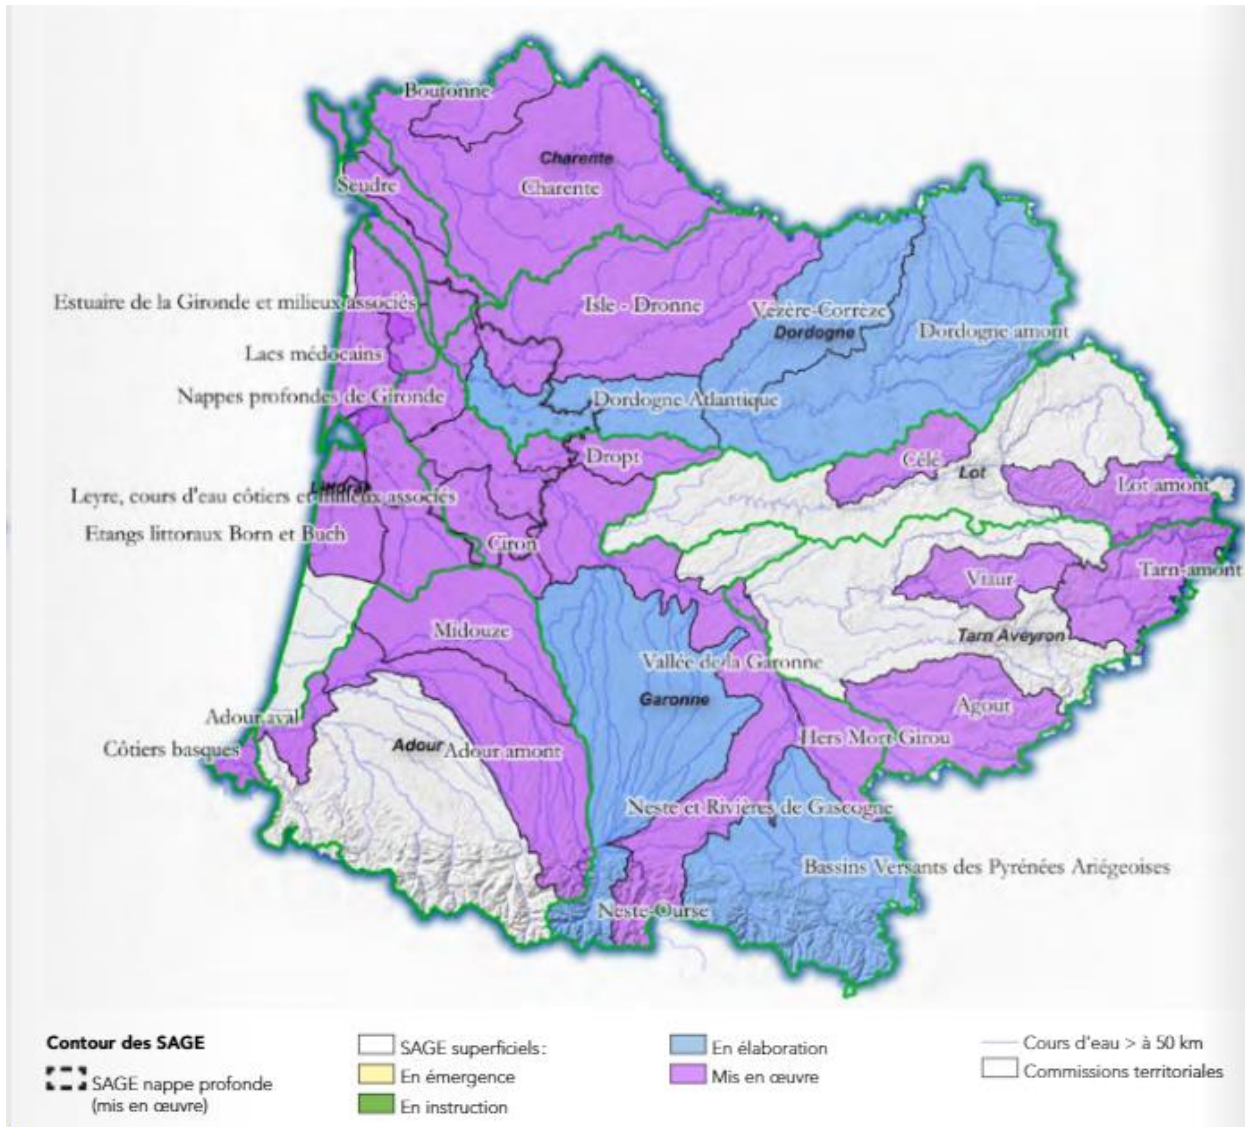 Boutonne
Charente
Charente
Seudre
Estuaire de la Gironde et milieux associés
Isle - Dronne
Vézère-Corrèze
Dordogne
Dordogne amont
Lacs médocains
Nappes profondes de Gironde
Dordogne Atlantique
Dropt
Célé
Lot
Lot amont
Littoral
Leyre, cours d'eau côtiers et milieux associés
Etangs littoraux Born et Buch
Ciron
Viaur
Tarn-amont
Midouze
Tarn Aveyron
Vallée de la Garonne
Garonne
Agout
Adour aval
Hers Mort Girou
Côtiers basques
Adour
Adour amont
Neste et Rivières de Gascogne
Bassins Versants des Pyrénées Ariégeoises
Neste-Ourse
Contour des SAGE
SAGE nappe profonde
(mis en œuvre)
SAGE superficiels :
En émergence
En instruction
En élaboration
Mis en œuvre
Cours d'eau > à 50 km
Commissions territoriales